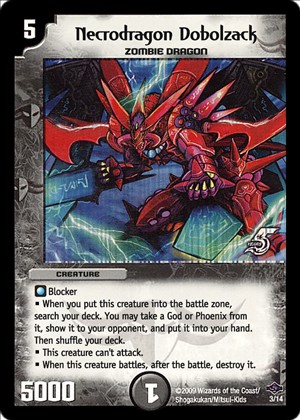 5
Necrodragon Dobolzack
ZOMBIE DRAGON
CREATURE
Blocker
▪ When you put this creature into the battle zone,
search your deck. You may take a God or Phoenix from
it, show it to your opponent, and put it into your hand.
Then shuffle your deck.
▪ This creature can't attack.
▪ When this creature battles, after the battle, destroy it.
5000
1
©2009 Wizards of the Coast/
Shogakukan/Mitsui-Kids
3/14